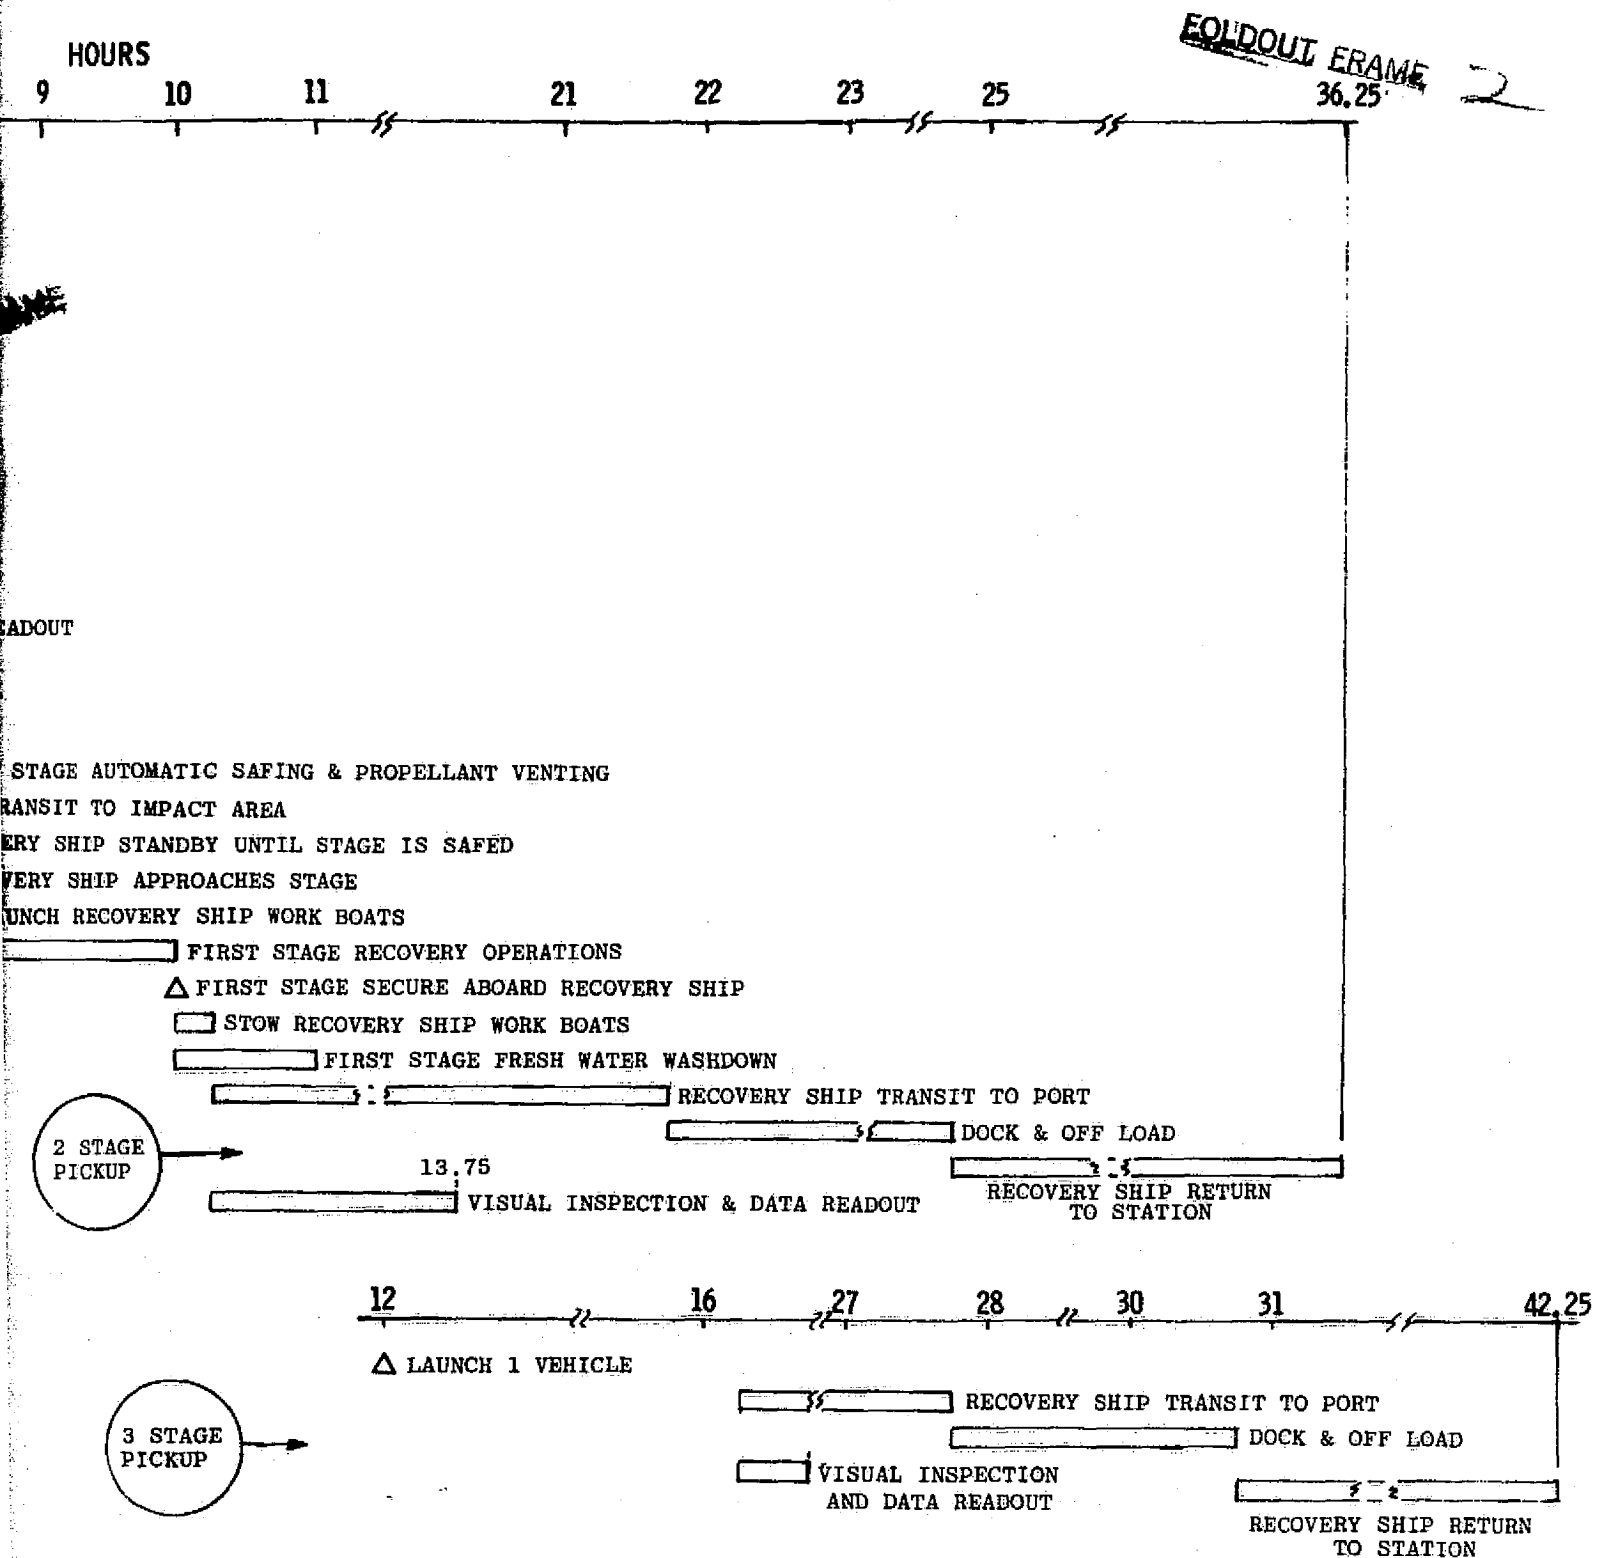 FOLDOUT FRAME 2
HOURS
9 10 11 21 22 23 25 36.25
EADOUT
STAGE AUTOMATIC SAFING & PROPELLANT VENTING
RANSIT TO IMPACT AREA
ERY SHIP STANDBY UNTIL STAGE IS SAFED
VERY SHIP APPROACHES STAGE
UNCH RECOVERY SHIP WORK BOATS
FIRST STAGE RECOVERY OPERATIONS
FIRST STAGE SECURE ABOARD RECOVERY SHIP
STOW RECOVERY SHIP WORK BOATS
FIRST STAGE FRESH WATER WASHDOWN
RECOVERY SHIP TRANSIT TO PORT
DOCK & OFF LOAD
2 STAGE
PICKUP
13.75
RECOVERY SHIP RETURN
TO STATION
VISUAL INSPECTION & DATA READOUT
12 16 27 28 30 31 42.25
LAUNCH 1 VEHICLE
RECOVERY SHIP TRANSIT TO PORT
3 STAGE
PICKUP
DOCK & OFF LOAD
VISUAL INSPECTION
AND DATA READOUT
RECOVERY SHIP RETURN
TO STATION